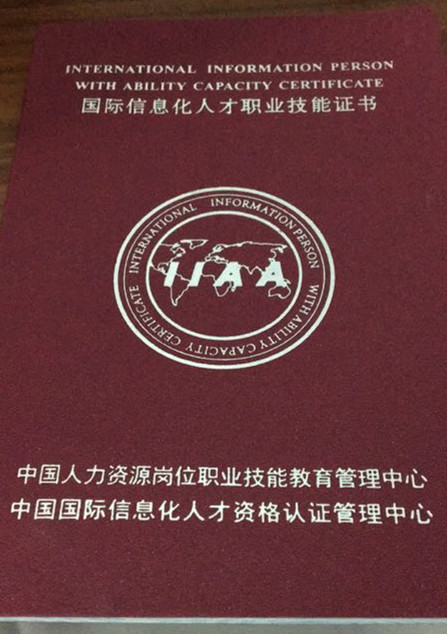 INTERNATIONAL INFORMATION PERSON
WITH ABILITY CAPACITY CERTIFICATE
国际信息化人才职业技能证书
INTERNATIONAL INFORMATION PERSON WITH ABILITY CAPACITY CERTIFICATE
IIAA
中国人力资源岗位职业技能教育管理中心
中国国际信息化人才资格认证管理中心